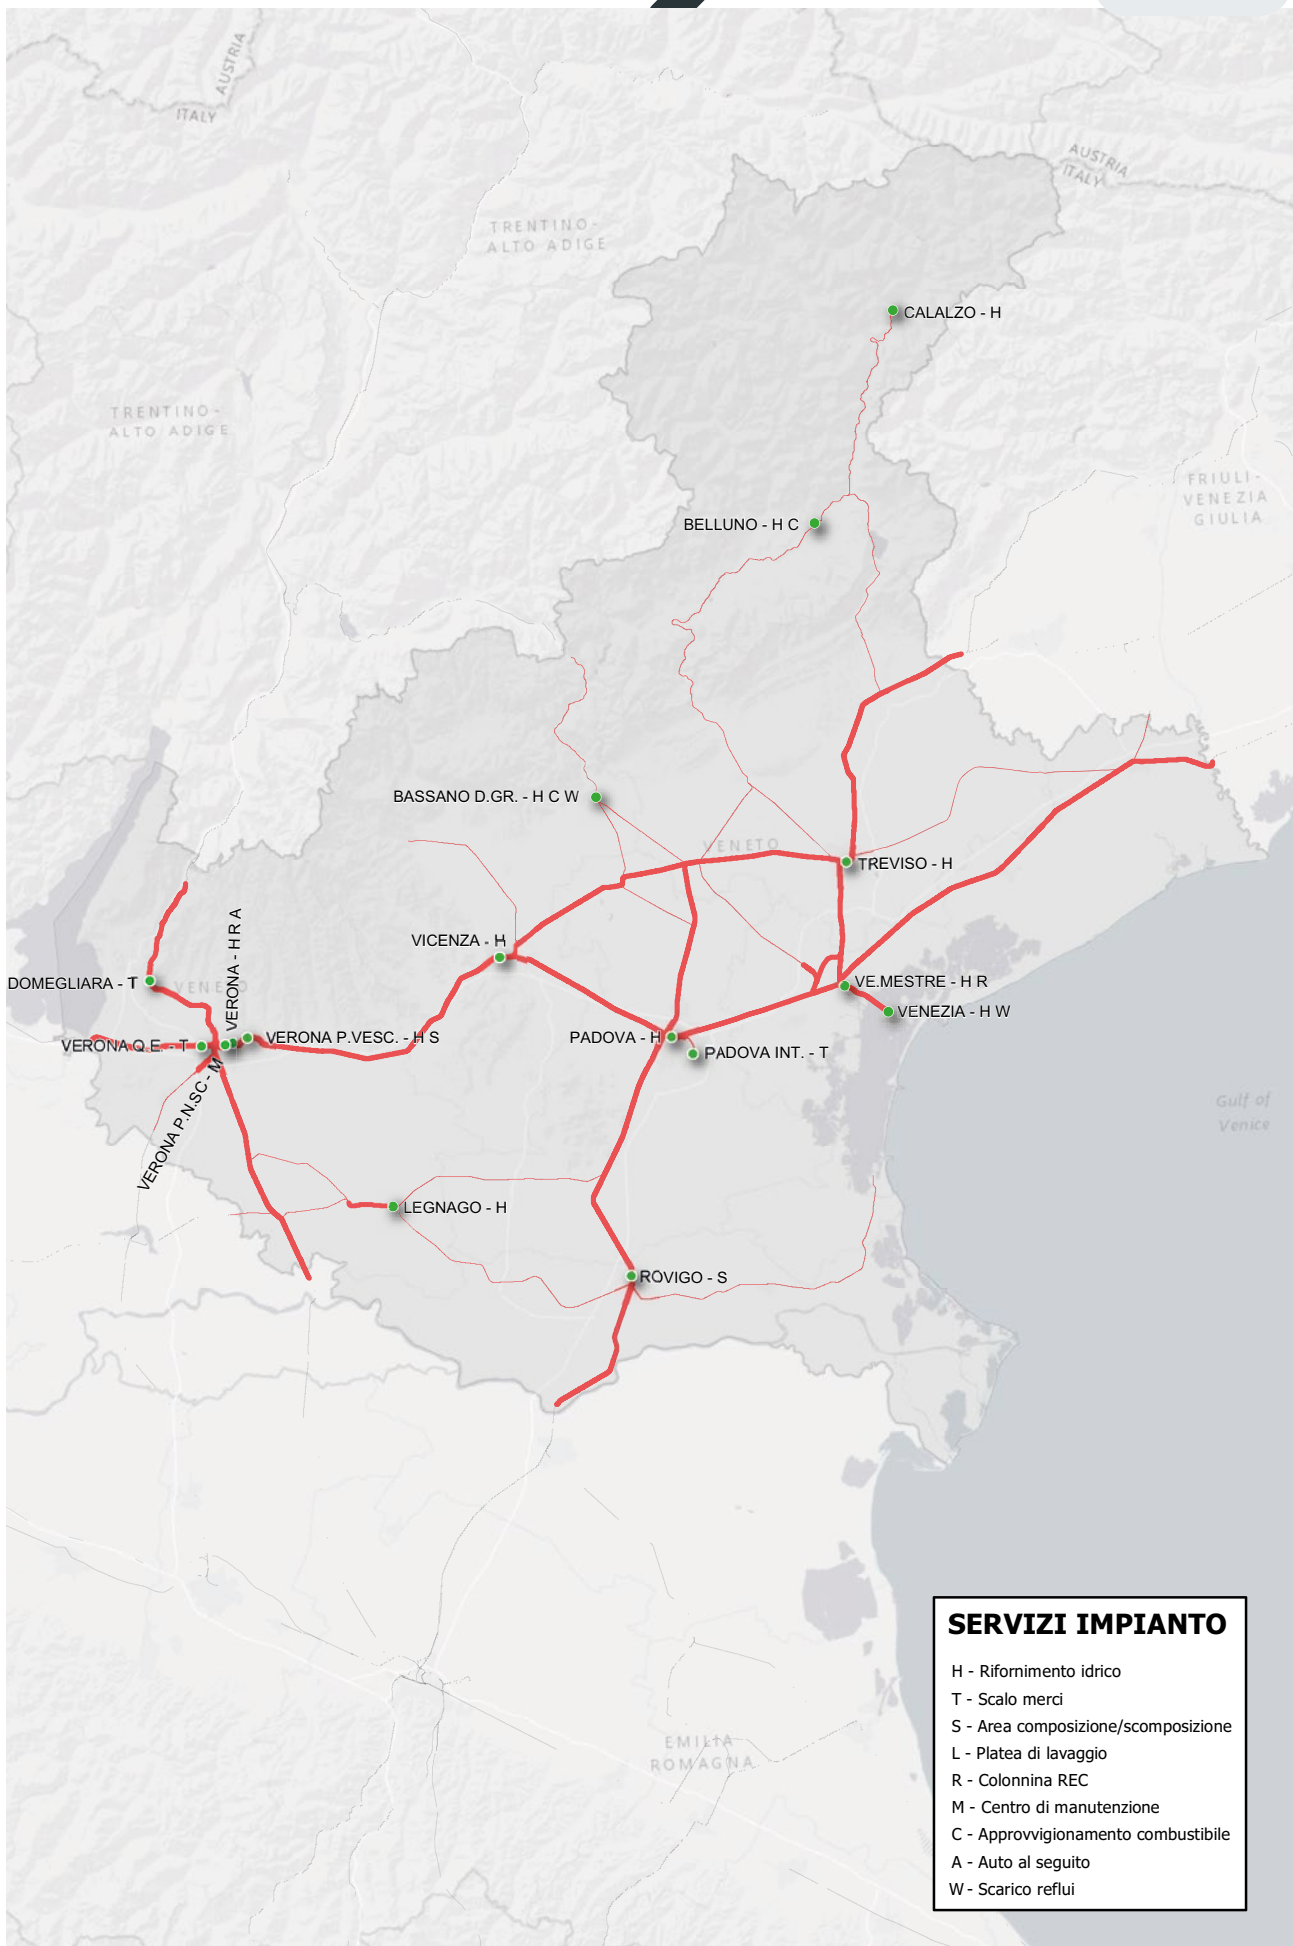 AUSTRIA
ITALY
AUSTRIA
ITALY
TRENTINO-
ALTO ADIGE
CALALZO - H
TRENTINO-
ALTO ADIGE
FRIULI-
VENEZIA
GIULIA
BELLUNO - H C
BASSANO D.GR. - H C W
VENETO
TREVISO - H
VERONA - H R A
VICENZA - H
DOMEGLIARA - T
VENETO
VE.MESTRE - H R
VENEZIA - H W
VERONA Q.E. - T
VERONA P.VESC. - H S
PADOVA - H
PADOVA INT. - T
VERONA P.N.SC - M
Gulf of
Venice
LEGNAGO - H
ROVIGO - S
EMILIA
ROMAGNA
SERVIZI IMPIANTO
H - Rifornimento idrico
T - Scalo merci
S - Area composizione/scomposizione
L - Platea di lavaggio
R - Colonnina REC
M - Centro di manutenzione
C - Approvvigionamento combustibile
A - Auto al seguito
W - Scarico reflui